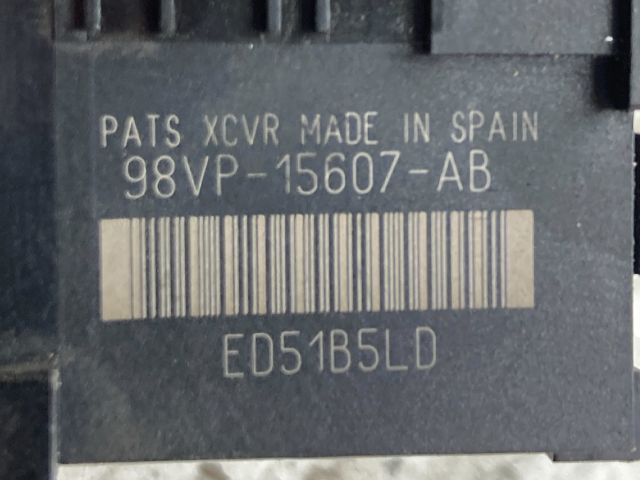 PATS XCVR MADE IN SPAIN
98VP-15607-AB
ED51B5LD